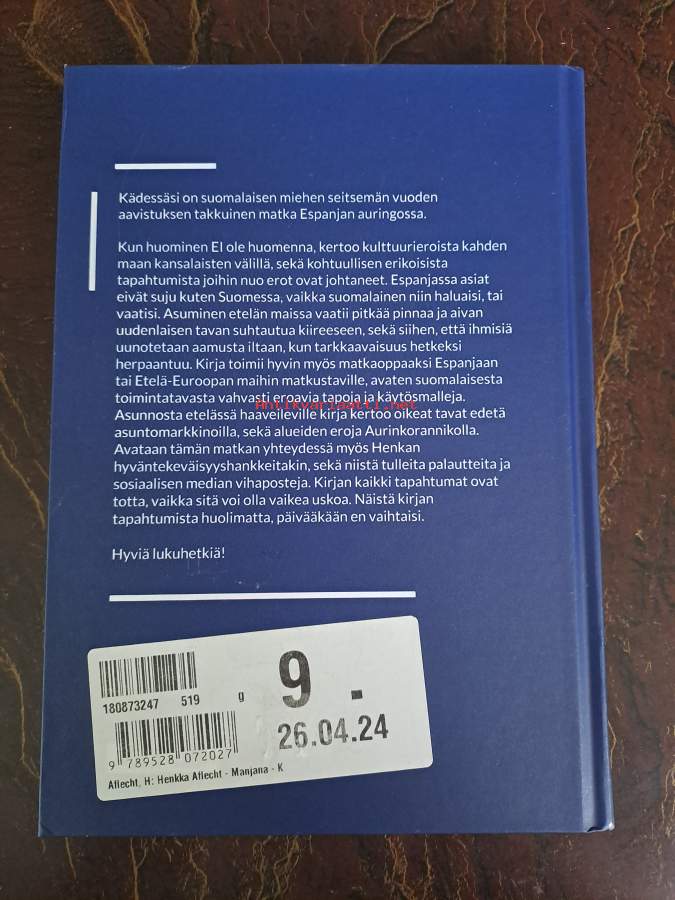 Kädessäsi on suomalaisen miehen seitsemän vuoden
aavistuksen takkuinen matka Espanjan auringossa.
Kun huominen EI ole huomenna, kertoo kulttuurieroista kahden
maan kansalaisten välillä, sekä kohtuullisen erikoisista
tapahtumista joihin nuo erot ovat johtaneet. Espanjassa asiat
eivät suju kuten Suomessa, vaikka suomalainen niin haluaisi, tai
vaatisi. Asuminen etelän maissa vaatii pitkää pinnaa ja aivan
uudenlaisen tavan suhtautua kiireeseen, sekä siihen, että ihmisiä
uunotetaan aamusta iltaan, kun tarkkaavaisuus hetkeksi
herpaantuu. Kirja toimii hyvin myös matkaoppaaksi Espanjaan
tai Etelä-Euroopan maihin matkustaville, avaten suomalaisesta
toimintatavasta vahvasti eroavia tapoja ja käytösmalleja.
Antikvariaatti.net
Asunnosta etelässä haaveileville kirja kertoo oikeat tavat edetä
asuntomarkkinoilla, sekä alueiden eroja Aurinkorannikolla.
Avataan tämän matkan yhteydessä myös Henkan
hyväntekeväisyyshankkeitakin, sekä niistä tulleita palautteita ja
sosiaalisen median vihaposteja. Kirjan kaikki tapahtumat ovat
totta, vaikka sitä voi olla vaikea uskoa. Näistä kirjan
tapahtumista huolimatta, päivääkään en vaihtaisi.
Hyviä lukuhetkiä!
180873247 519 g
9 .
26.04.24
9 789528 072027
Aflecht, H: Henkka Aflecht - Manjana - K